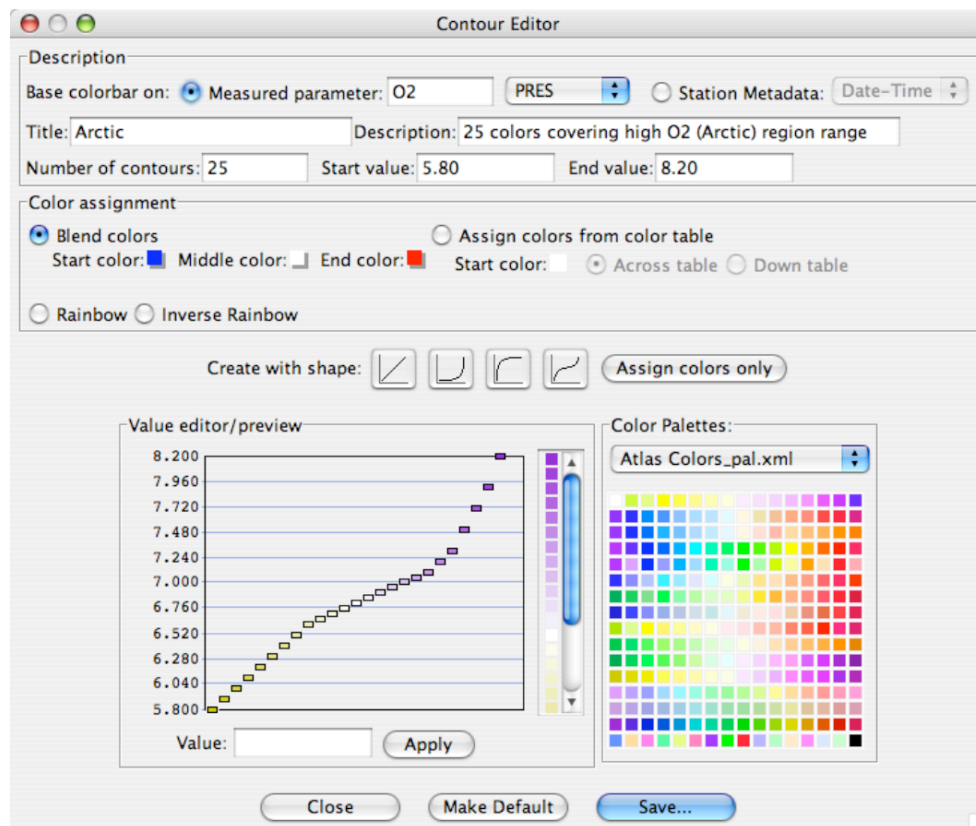 Contour Editor
Description
Base colorbar on: Measured parameter: O2 PRES Station Metadata: Date-Time
Title: Arctic Description: 25 colors covering high O2 (Arctic) region range
Number of contours: 25 Start value: 5.80 End value: 8.20
Color assignment
Blend colors Assign colors from color table
Start color: Middle color: End color: Start color: Across table Down table
Rainbow Inverse Rainbow
Create with shape: Assign colors only
Value editor/preview Color Palettes:
Atlas Colors_pal.xml
8.200
7.960
7.720
7.480
7.240
7.000
6.760
6.520
6.280
6.040
5.800
Value: Apply
Close Make Default Save...